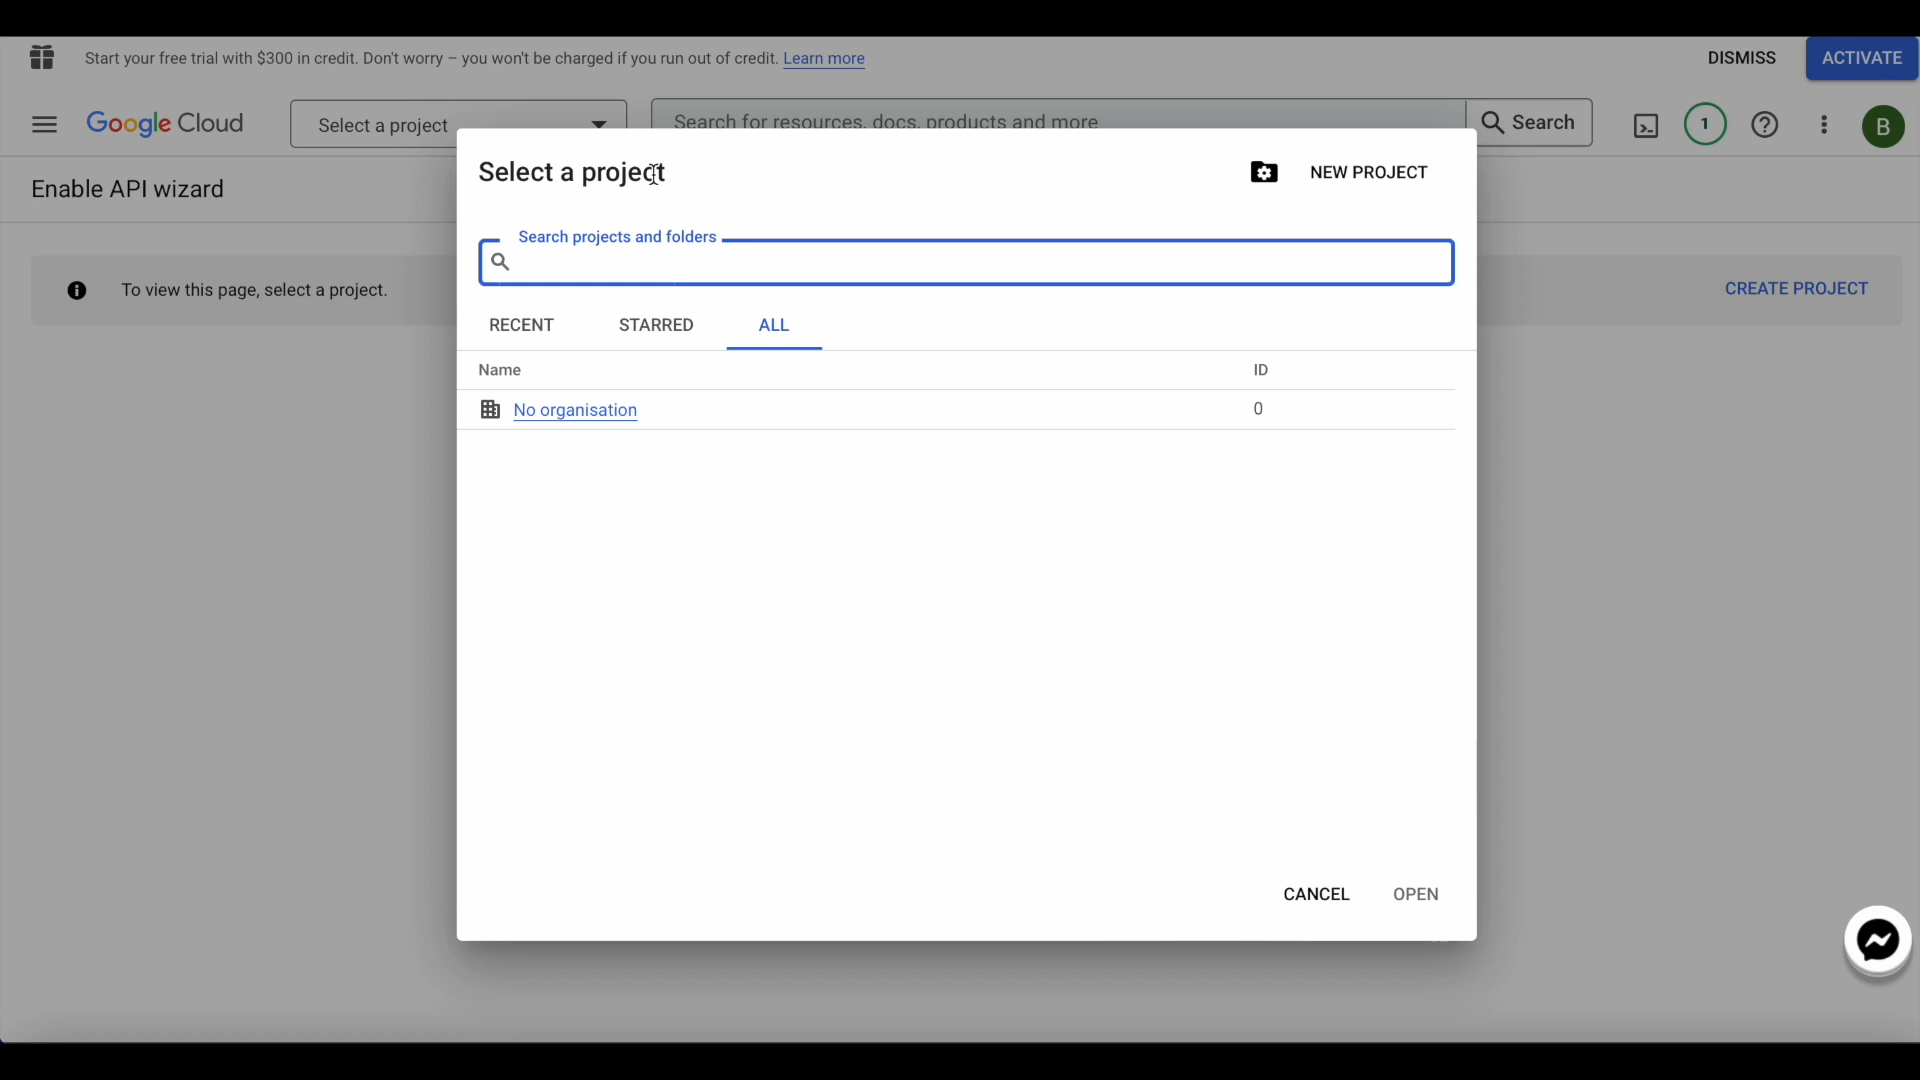 Start your free trial with $300 in credit. Don't worry – you won't be charged if you run out of credit. Learn more
DISMISS
ACTIVATE
Google Cloud
Select a project
Search for resources, docs, products and more
Search
1
B
Enable API wizard
Select a project
NEW PROJECT
Search projects and folders
To view this page, select a project.
CREATE PROJECT
RECENT
STARRED
ALL
Name
ID
No organisation
0
CANCEL
OPEN